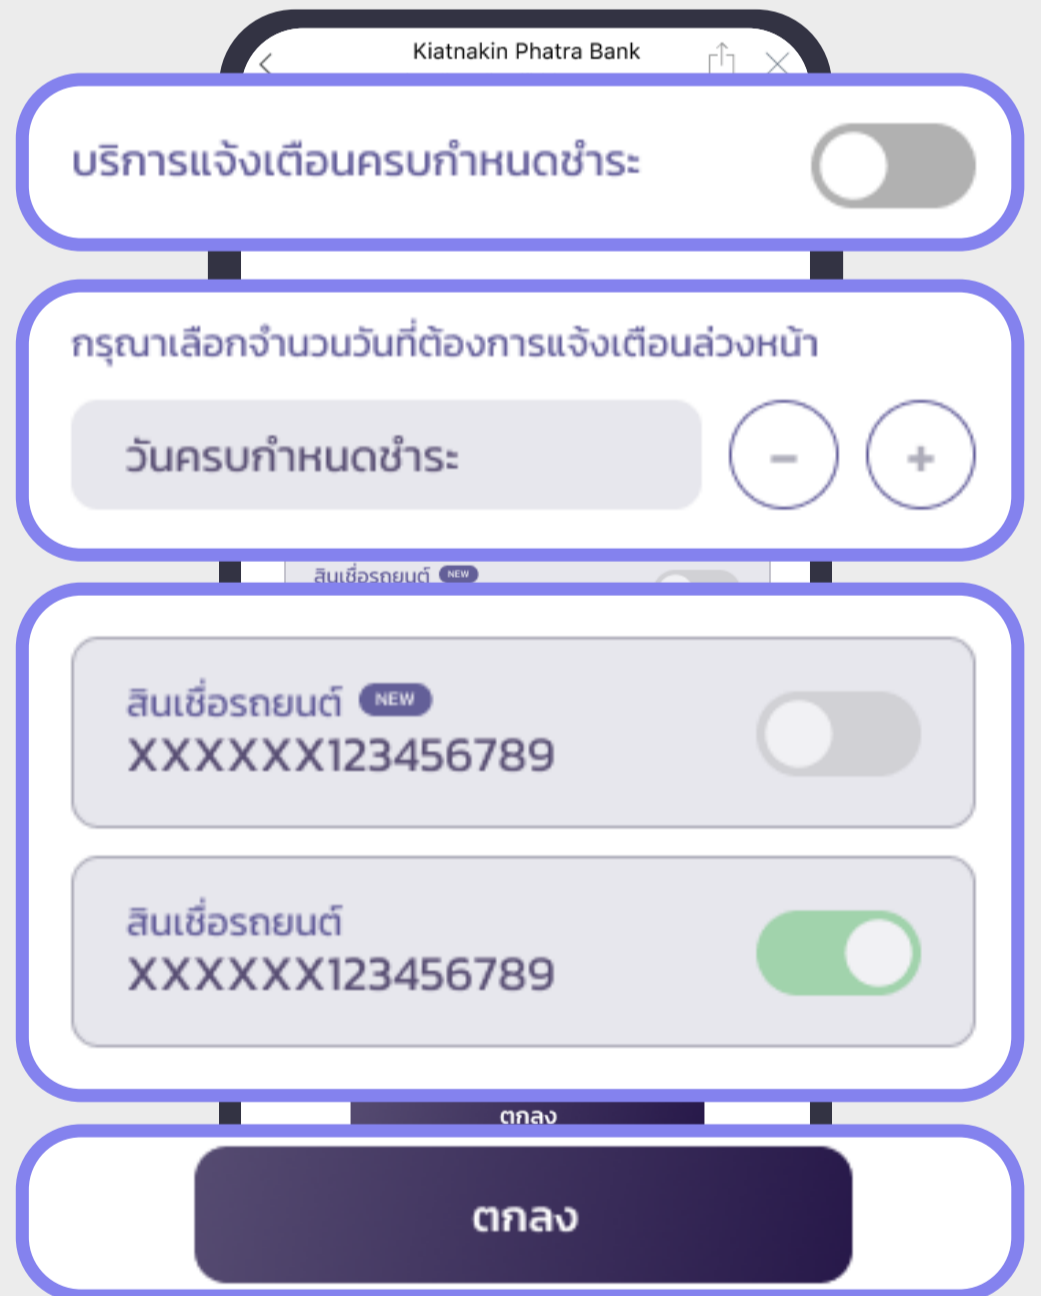 Kiatnakin Phatra Bank
บริการแจ้งเตือนครบกำหนดชำระ
กรุณาเลือกจำนวนวันที่ต้องการแจ้งเตือนล่วงหน้า
วันครบกำหนดชำระ
- +
สินเชื่อรถยนต์ NEW
สินเชื่อรถยนต์ NEW
XXXXXX123456789
สินเชื่อรถยนต์
XXXXXX123456789
ตกลง
ตกลง